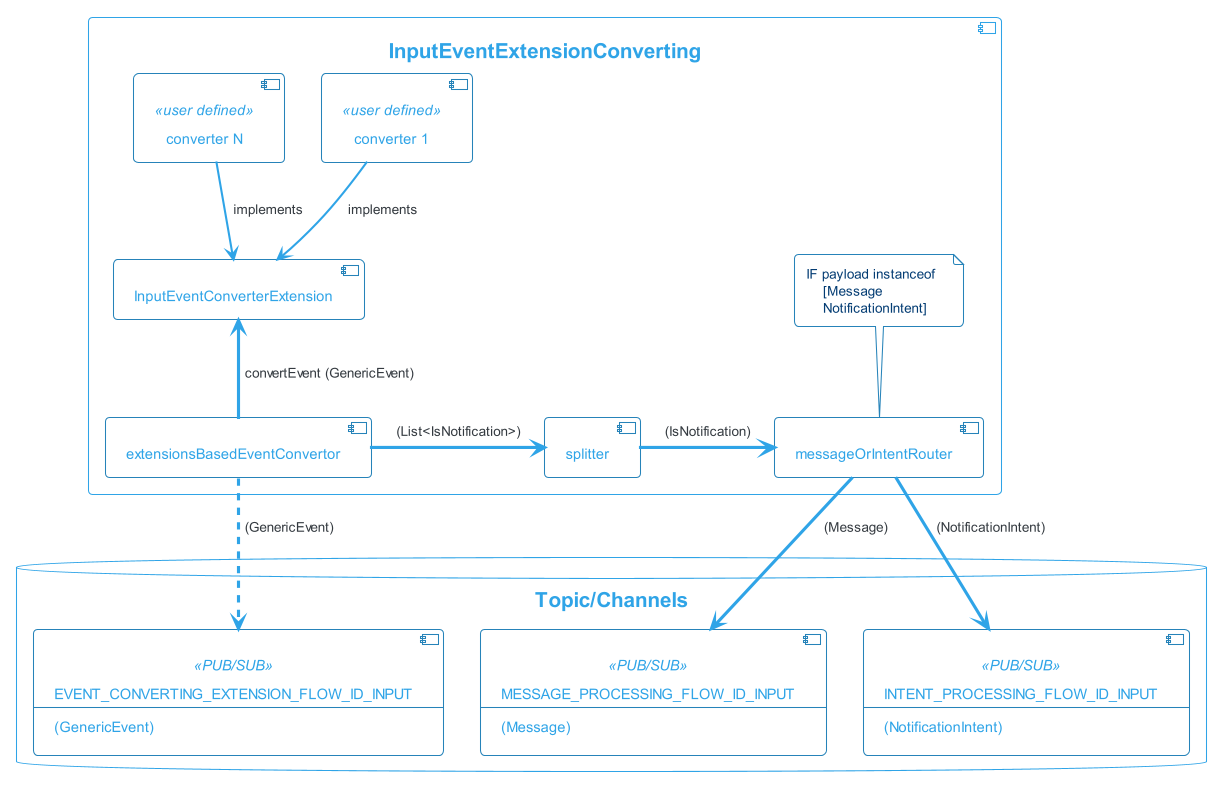 InputEventExtensionConverting
«user defined»
converter N
«user defined»
converter 1
implements
implements
InputEventConverterExtension
IF payload instanceof
[Message
NotificationIntent]
convertEvent (GenericEvent)
extensionsBasedEventConvertor
(List<IsNotification>)
splitter
(IsNotification)
messageOrIntentRouter
(GenericEvent)
(Message)
(NotificationIntent)
Topic/Channels
«PUB/SUB»
EVENT_CONVERTING_EXTENSION_FLOW_ID_INPUT
(GenericEvent)
«PUB/SUB»
MESSAGE_PROCESSING_FLOW_ID_INPUT
(Message)
«PUB/SUB»
INTENT_PROCESSING_FLOW_ID_INPUT
(NotificationIntent)